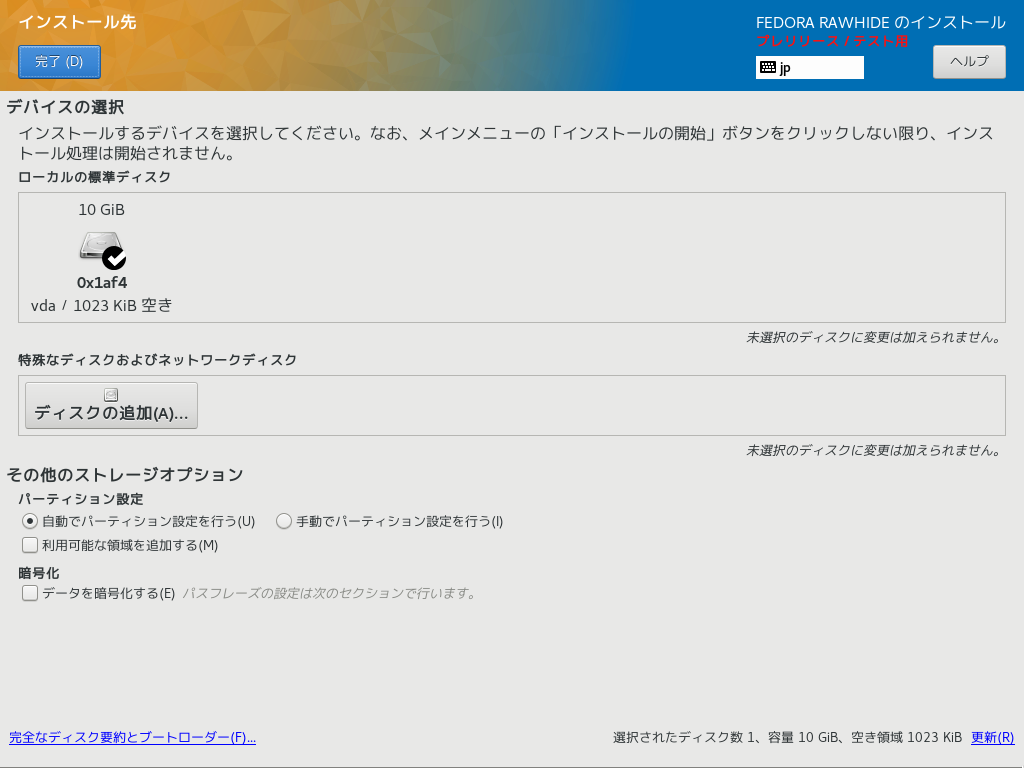 インストール先
FEDORA RAWHIDE のインストール
プレリリース / テスト用
完了 (D)
jp
ヘルプ
デバイスの選択
インストールするデバイスを選択してください。なお、メインメニューの「インストールの開始」ボタンをクリックしない限り、インス
トール処理は開始されません。
ローカルの標準ディスク
10 GiB
0x1af4
vda / 1023 KiB 空き
未選択のディスクに変更は加えられません。
特殊なディスクおよびネットワークディスク
ディスクの追加(A)...
未選択のディスクに変更は加えられません。
その他のストレージオプション
パーティション設定
自動でパーティション設定を行う(U) 手動でパーティション設定を行う(I)
利用可能な領域を追加する(M)
暗号化
データを暗号化する(E) パスフレーズの設定は次のセクションで行います。
完全なディスク要約とブートローダー(F)... 選択されたディスク数 1、容量 10 GiB、空き領域 1023 KiB 更新(R)